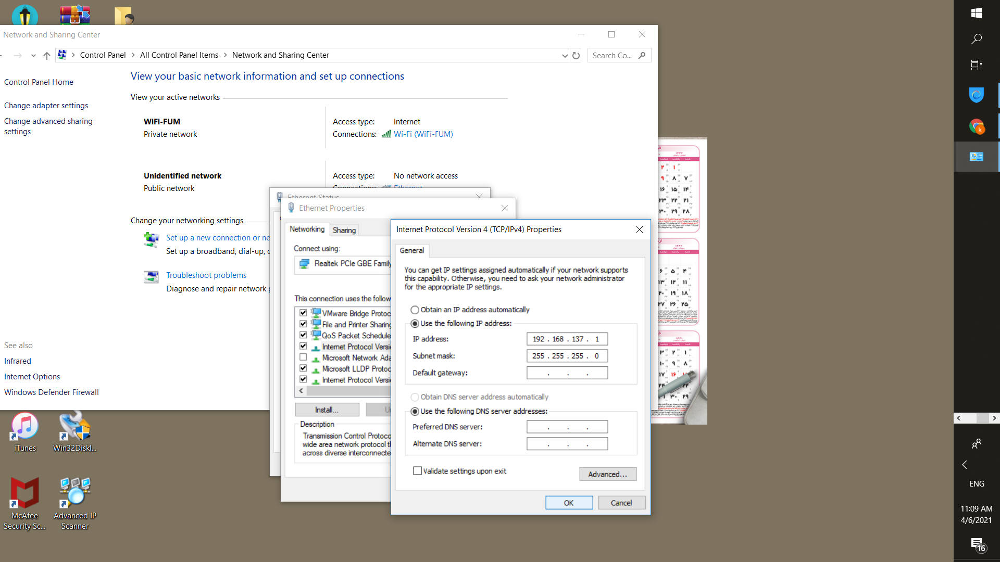 Network and Sharing Center
Control Panel > All Control Panel Items > Network and Sharing Center
Search Co...
Control Panel Home
Change adapter settings
Change advanced sharing
settings
View your basic network information and set up connections
View your active networks
WiFi-FUM
Private network
Access type: Internet
Connections: Wi-Fi (WiFi-FUM)
Unidentified network
Public network
Access type: No network access
Connections: Ethernet
Change your networking settings
Set up a new connection or ne
Set up a broadband, dial-up, c
Troubleshoot problems
Diagnose and repair network p
See also
Infrared
Internet Options
Windows Defender Firewall
Ethernet Status
Ethernet Properties
Networking
Sharing
Connect using:
Realtek PCIe GBE Family
This connection uses the follow
VMware Bridge Protoc
File and Printer Sharing
QoS Packet Schedule
Internet Protocol Versi
Microsoft Network Ada
Microsoft LLDP Protoc
Internet Protocol Versi
Install...
Un
Description
Transmission Control Protoco
wide area network protocol th
across diverse interconnecte
Internet Protocol Version 4 (TCP/IPv4) Properties
General
You can get IP settings assigned automatically if your network supports
this capability. Otherwise, you need to ask your network administrator
for the appropriate IP settings.
Obtain an IP address automatically
Use the following IP address:
IP address: 192 . 168 . 137 . 1
Subnet mask: 255 . 255 . 255 . 0
Default gateway: . . .
Obtain DNS server address automatically
Use the following DNS server addresses:
Preferred DNS server: . . .
Alternate DNS server: . . .
Validate settings upon exit
Advanced...
OK
Cancel
iTunes
Win32DiskI...
McAfee
Security Sc...
Advanced IP
Scanner
k
ENG
11:09 AM
4/6/2021
16